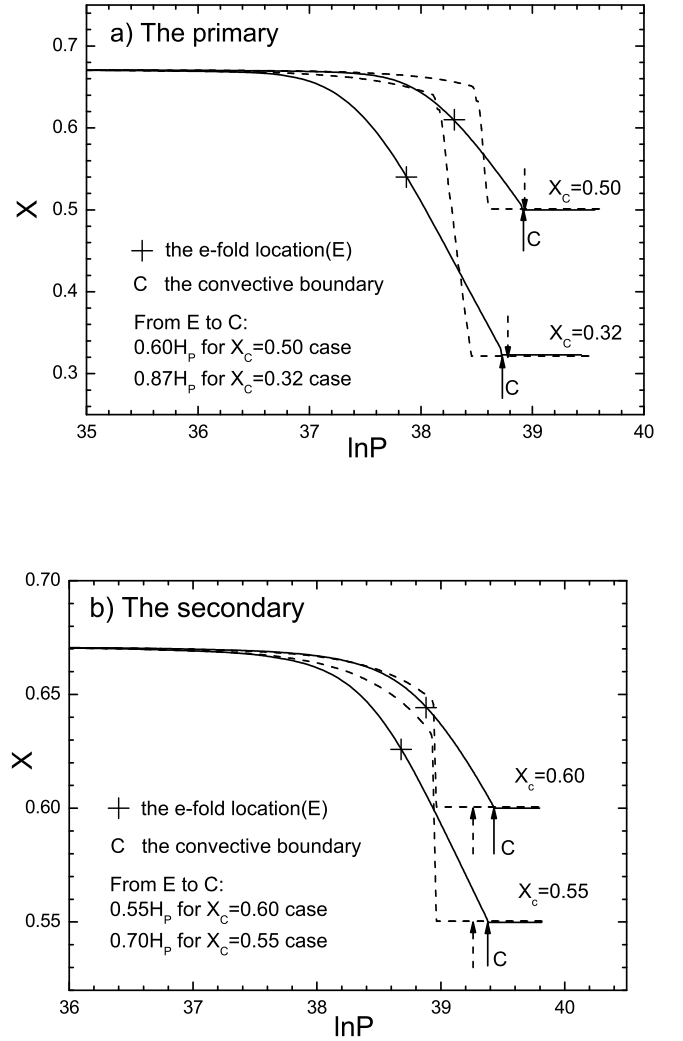 a) The primary
0.7
0.6
0.5
0.4
0.3
X
X_C=0.50
C
the e-fold location(E)
C the convective boundary
X_C=0.32
From E to C:
0.60H_P for X_C=0.50 case
0.87H_P for X_C=0.32 case
C
35 36 37 38 39 40
lnP
0.70
b) The secondary
0.65
X
X_c=0.60
0.60
the e-fold location(E)
C the convective boundary
C
From E to C:
0.55H_P for X_C=0.60 case
X_c=0.55
0.55
0.70H_P for X_C=0.55 case
C
36 37 38 39 40
lnP